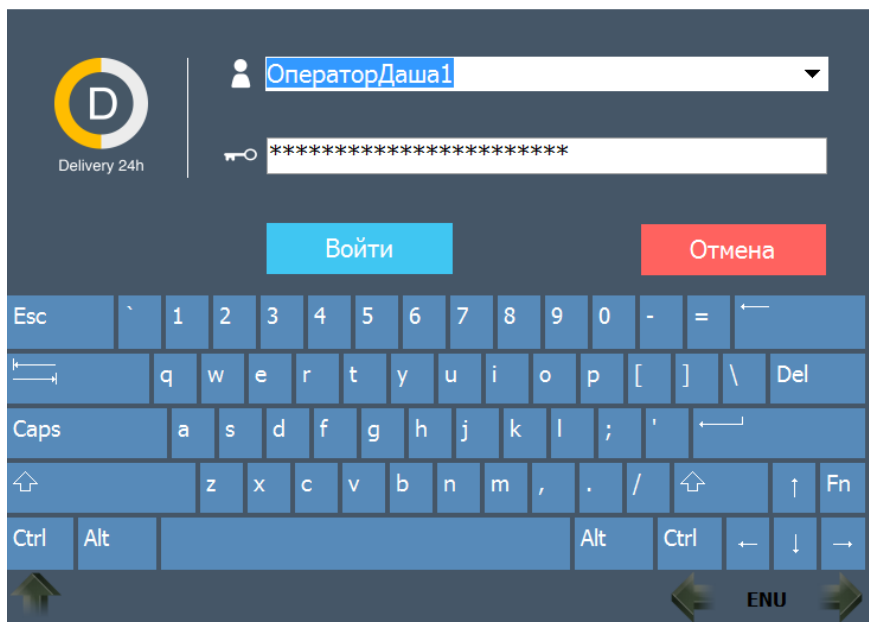 ОператорДаша1
D
Delivery 24h
***********************
Войти
Отмена
Esc ` 1 2 3 4 5 6 7 8 9 0 - =
q w e r t y u i o p [ ] \ Del
Caps a s d f g h j k l ; '
z x c v b n m , . / Fn
Ctrl Alt Alt Ctrl
ENU